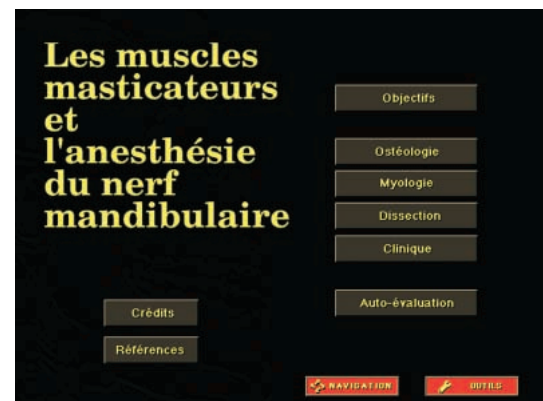 Les muscles
masticateurs
et
l'anesthésie
du nerf
mandibulaire
Objectifs
Ostéologie
Myologie
Dissection
Clinique
Auto-évaluation
Crédits
Références
NAVIGATION
OUTILS